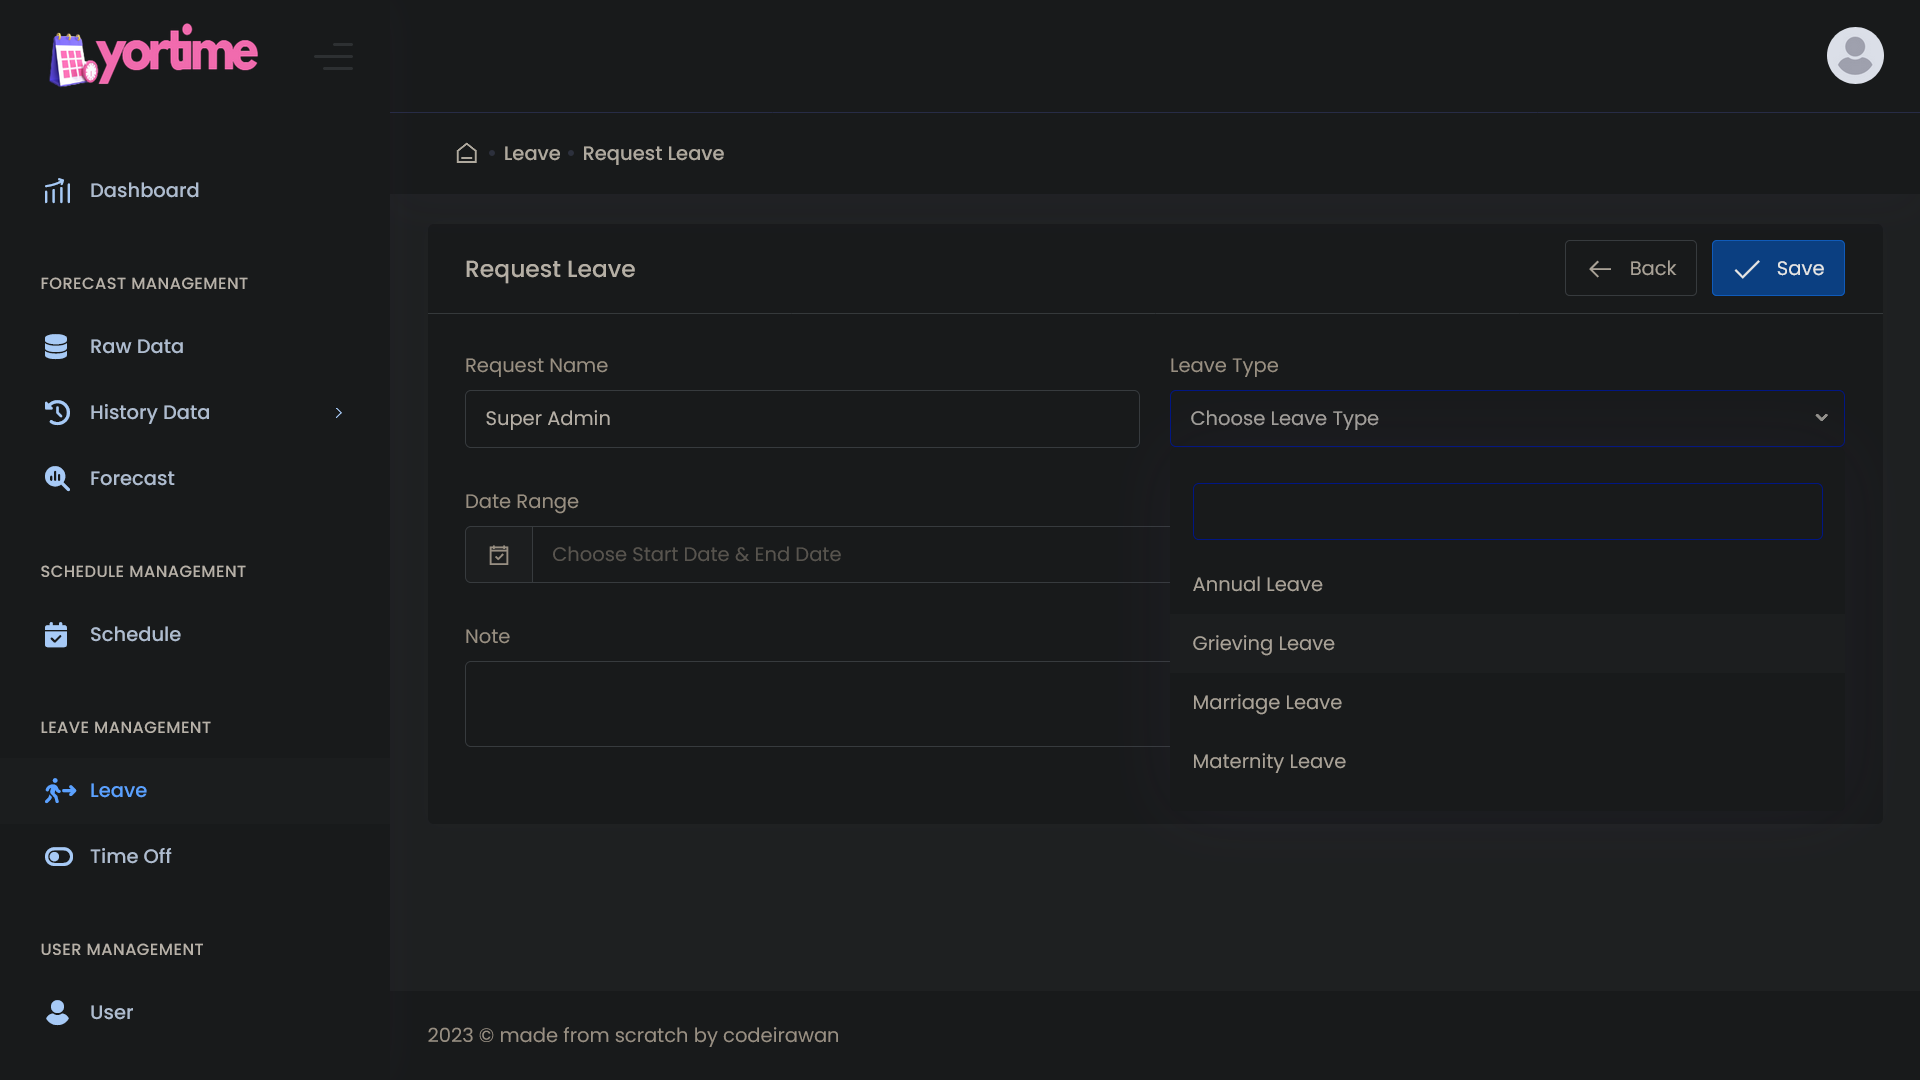 yortime
Dashboard
FORECAST MANAGEMENT
Raw Data
History Data
Forecast
SCHEDULE MANAGEMENT
Schedule
LEAVE MANAGEMENT
Leave
Time Off
USER MANAGEMENT
User
Leave • Request Leave
Request Leave
Back
Save
Request Name
Super Admin
Leave Type
Choose Leave Type
Date Range
Choose Start Date & End Date
Annual Leave
Grieving Leave
Marriage Leave
Maternity Leave
Note
2023 © made from scratch by codeirawan